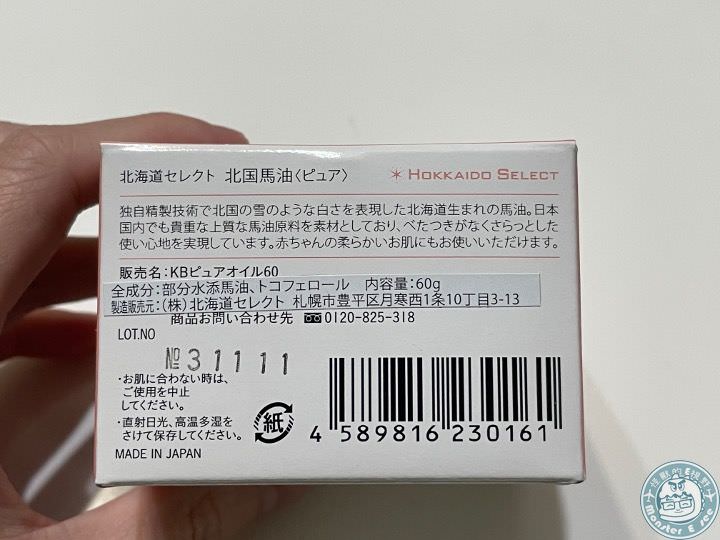 北海道セレクト 北国馬油〈ピュア〉
HOKKAIDO SELECT
独自精製技術で北国の雪のような白さを表現した北海道生まれの馬油。日本
国内でも貴重な上質な馬油原料を素材としており、べたつきがなくさらっとした
使い心地を実現しています。赤ちゃんの柔らかいお肌にもお使いいただけます。
販売名:KBピュアオイル60
全成分:部分水添馬油、トコフェロール 内容量:60g
製造販売元:(株)北海道セレクト 札幌市豊平区月寒西1条10丁目3-13
商品お問い合わせ先 0120-825-318
LOT.NO
№31111
・お肌に合わない時は、
ご使用を中止
してください。
・直射日光、高温多湿を
さけて保存してください。
MADE IN JAPAN
紙
4 589816 230161
怪獸的E視野
Monster E see